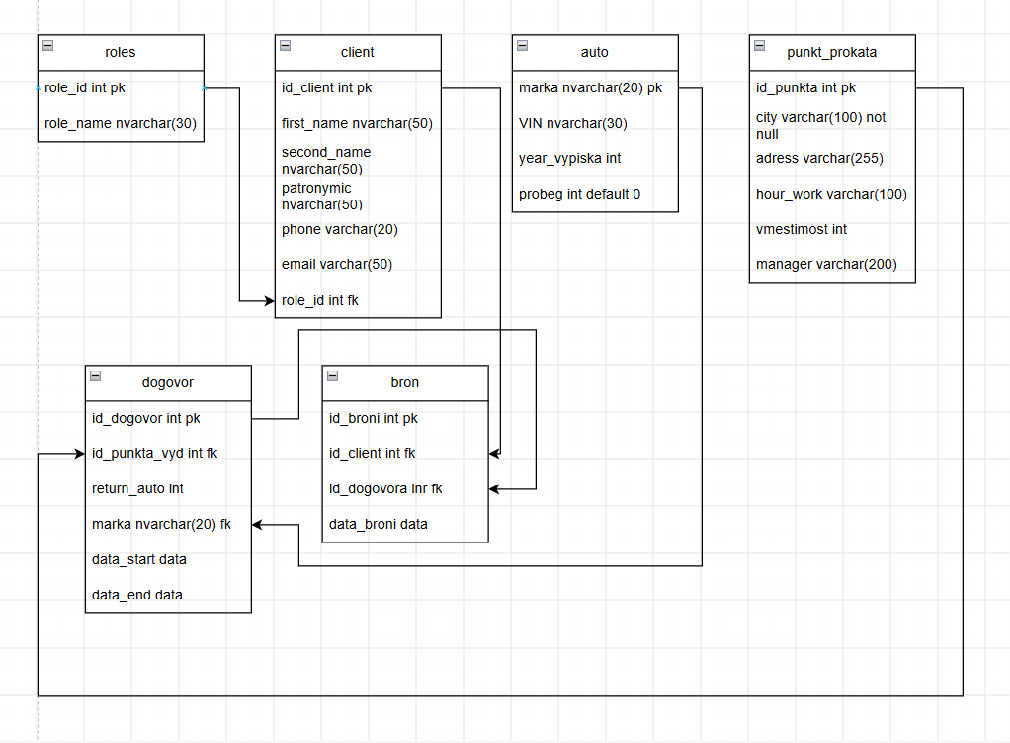 roles
role_id int pk
role_name nvarchar(30)
client
id_client int pk
first_name nvarchar(50)
second_name
nvarchar(50)
patronymic
nvarchar(50)
phone varchar(20)
email varchar(50)
role_id int fk
auto
marka nvarchar(20) pk
VIN nvarchar(30)
year_vypiska int
probeg int default 0
punkt_prokata
id_punkta int pk
city varchar(100) not
null
adress varchar(255)
hour_work varchar(100)
vmestimost int
manager varchar(200)
dogovor
id_dogovor int pk
id_punkta_vyd int fk
return_auto int
marka nvarchar(20) fk
data_start data
data_end data
bron
id_broni int pk
id_client int fk
id_dogovora inr fk
data_broni data